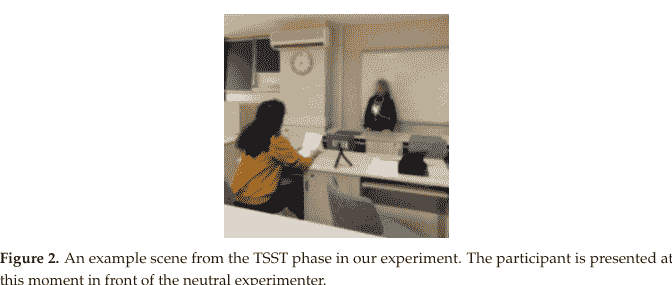 Figure 2. An example scene from the TSST phase in our experiment. The participant is presented at
this moment in front of the neutral experimenter.